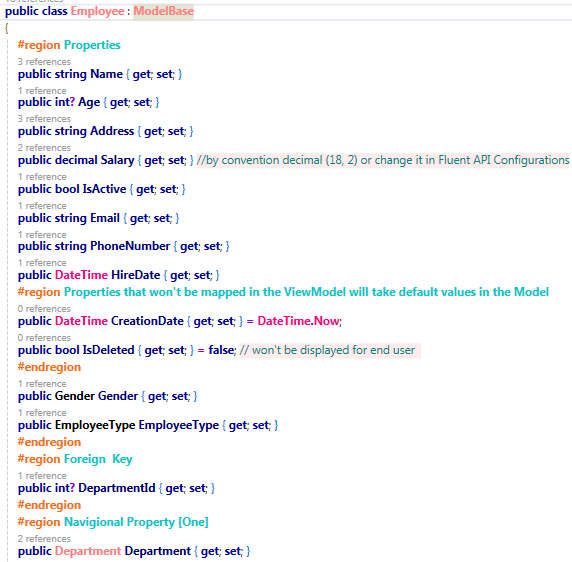 public class Employee : ModelBase
{
#region Properties
3 references
public string Name { get; set; }
1 reference
public int? Age { get; set; }
3 references
public string Address { get; set; }
2 references
public decimal Salary { get; set; } //by convention decimal (18, 2) or change it in Fluent API Configurations
1 reference
public bool IsActive { get; set; }
1 reference
public string Email { get; set; }
1 reference
public string PhoneNumber { get; set; }
1 reference
public DateTime HireDate { get; set; }
#region Properties that won't be mapped in the ViewModel will take default values in the Model
0 references
public DateTime CreationDate { get; set; } = DateTime.Now;
0 references
public bool IsDeleted { get; set; } = false; // won't be displayed for end user
#endregion
1 reference
public Gender Gender { get; set; }
1 reference
public EmployeeType EmployeeType { get; set; }
#endregion
#region Foreign  Key
1 reference
public int? DepartmentId { get; set; }
#endregion
#region Navigional Property [One]
2 references
public Department Department { get; set; }